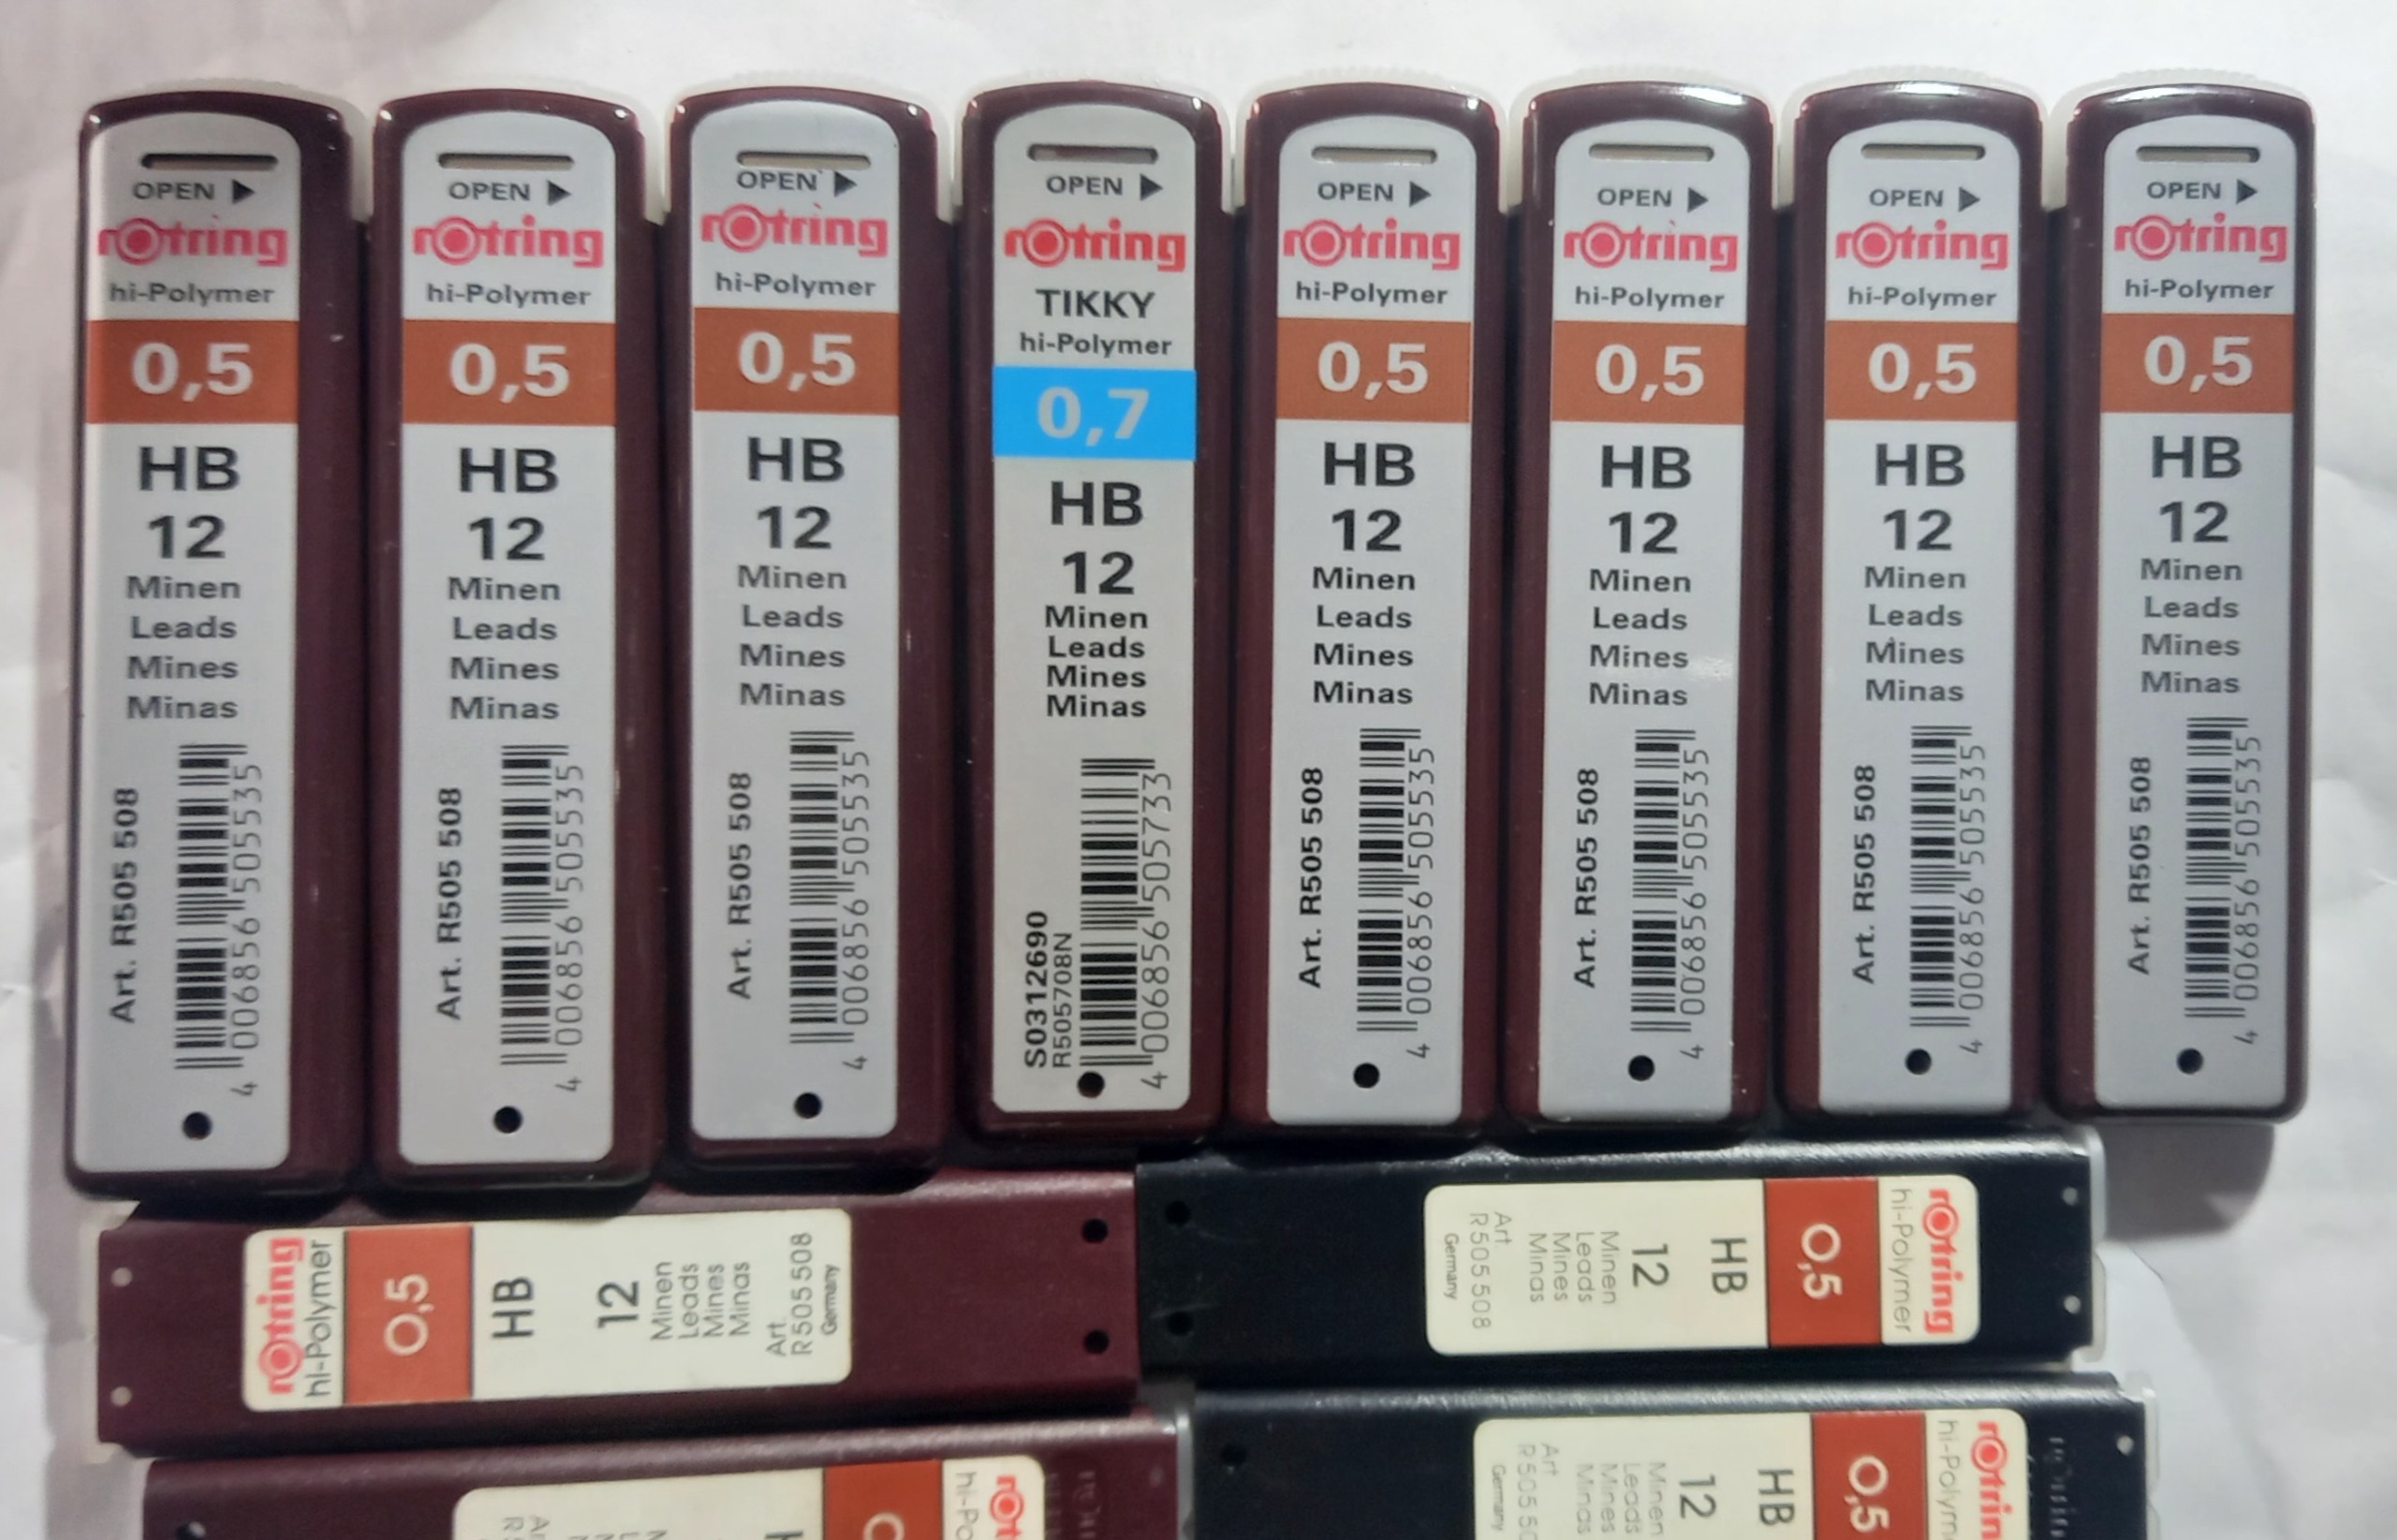 OPEN
rotring
hi-Polymer
0,5
HB
12
Minen
Leads
Mines
Minas
Art. R505 508
4 006856 505535
OPEN
rotring
hi-Polymer
0,5
HB
12
Minen
Leads
Mines
Minas
Art. R505 508
4 006856 505535
OPEN
rotring
hi-Polymer
0,5
HB
12
Minen
Leads
Mines
Minas
Art. R505 508
4 006856 505535
OPEN
rotring
TIKKY
hi-Polymer
0,7
HB
12
Minen
Leads
Mines
Minas
S0312690
R505708N
4 006856 505733
OPEN
rotring
hi-Polymer
0,5
HB
12
Minen
Leads
Mines
Minas
Art. R505 508
4 006856 505535
OPEN
rotring
hi-Polymer
0,5
HB
12
Minen
Leads
Mines
Minas
Art. R505 508
4 006856 505535
OPEN
rotring
hi-Polymer
0,5
HB
12
Minen
Leads
Mines
Minas
Art. R505 508
4 006856 505535
OPEN
rotring
hi-Polymer
0,5
HB
12
Minen
Leads
Mines
Minas
Art. R505 508
4 006856 505535
rotring
hi-Polymer
0,5
HB
12
Minen
Leads
Mines
Minas
Art.
R505508
Germany
rotring
hi-Polymer
0,5
HB
12
Minen
Leads
Mines
Minas
Art
R505508
Germany
rotrin
hi-Polym
0,5
HB
12
Minen
Leads
Mines
Minas
Art
R50550
Germany
rot
hi-Po
0